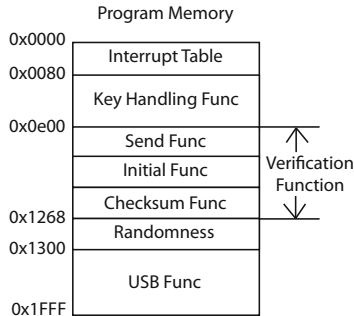 Program Memory
0x0000
Interrupt Table
0x0080
Key Handling Func
0x0e00
Send Func
Initial Func
Verification
Function
Checksum Func
0x1268
Randomness
0x1300
USB Func
0x1FFF